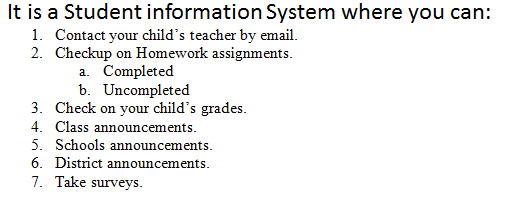 It is a Student information System where you can:
1. Contact your child's teacher by email.
2. Checkup on Homework assignments.
a. Completed
b. Uncompleted
3. Check on your child's grades.
4. Class announcements.
5. Schools announcements.
6. District announcements.
7. Take surveys.